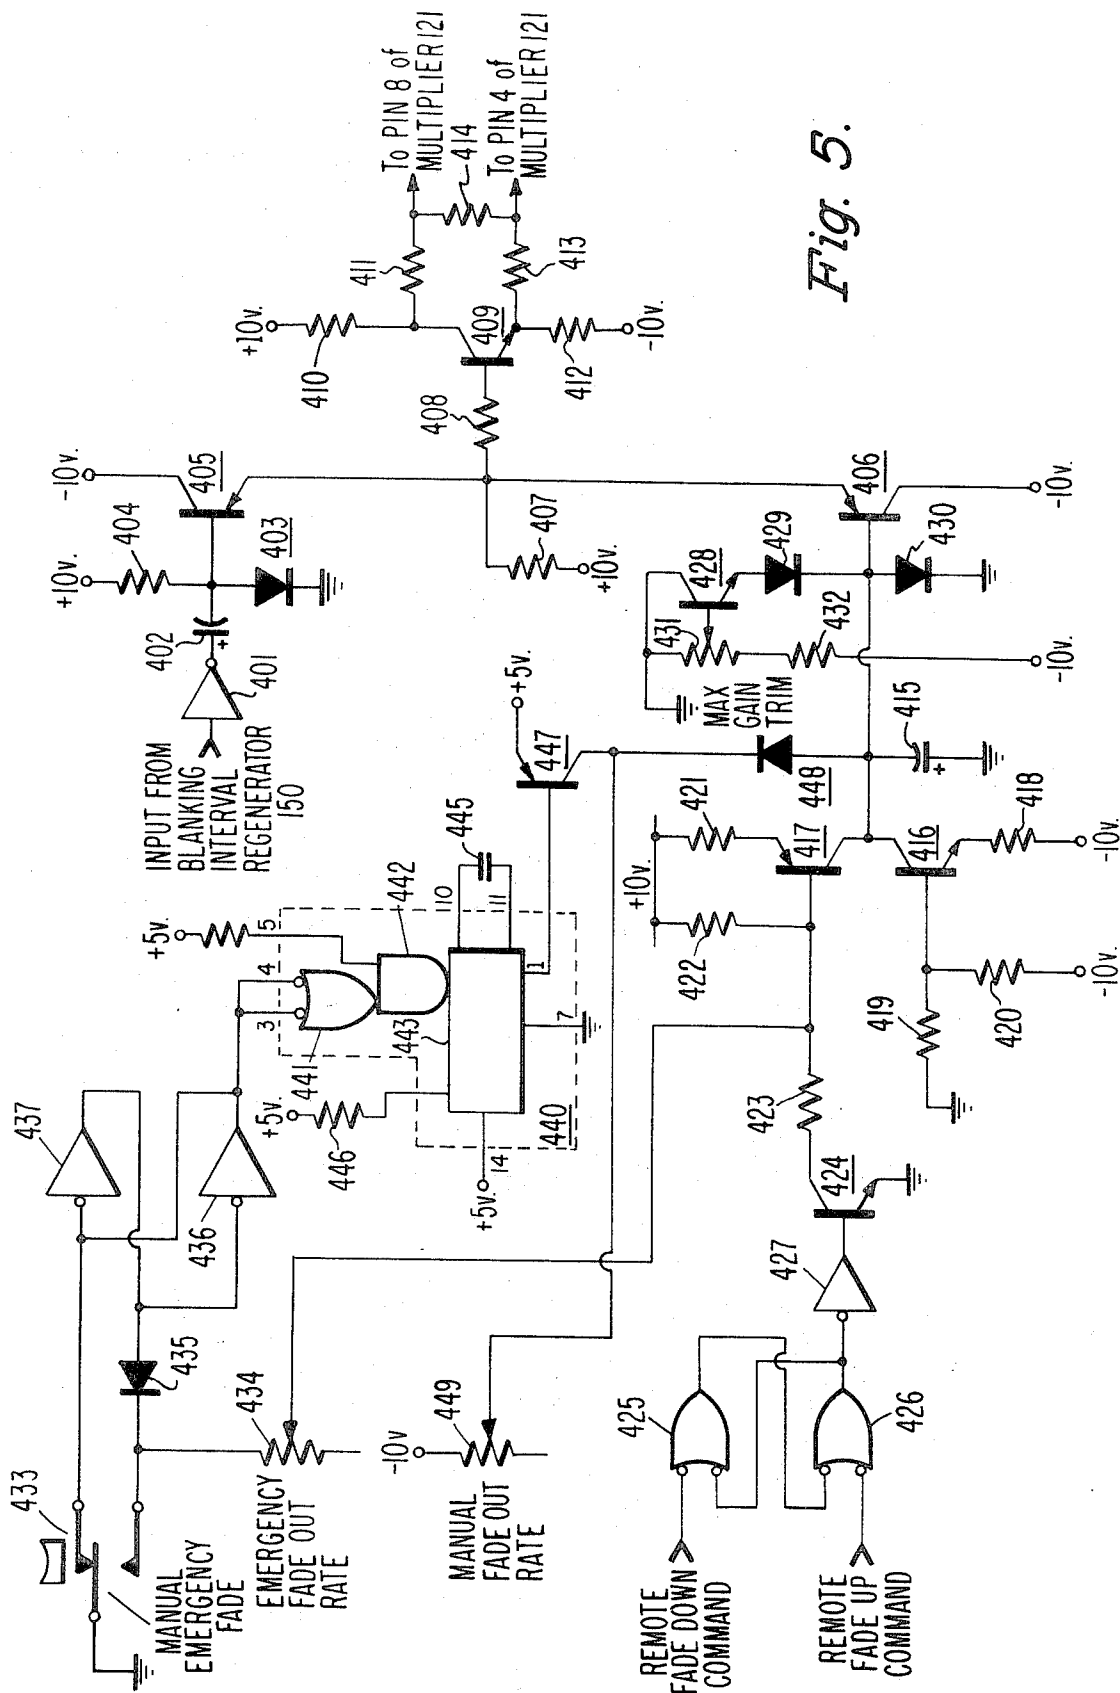 433
MANUAL
EMERGENCY
FADE
437
435
436
434
EMERGENCY
FADE OUT
RATE
-10v
449
MANUAL
FADE OUT
RATE
REMOTE
FADE DOWN
COMMAND
REMOTE
FADE UP
COMMAND
425
426
427
424
423
+5v.
446
+5v.
14
3
4
5
+5v.
441
442
443
440
7
1
10
11
445
447
+5v.
448
+10v.
422
421
417
416
418
-10v.
419
420
-10v.
415
MAX
GAIN
TRIM
431
432
-10v.
428
429
430
406
-10v.
407
+10v.
INPUT FROM
BLANKING
INTERVAL
REGENERATOR
150
401
402
+
+10v.
404
403
405
-10v.
408
409
+10v.
410
411
412
-10v.
413
414
To PIN 8 of
MULTIPLIER 121
To PIN 4 of
MULTIPLIER 121
+
Fig. 5.